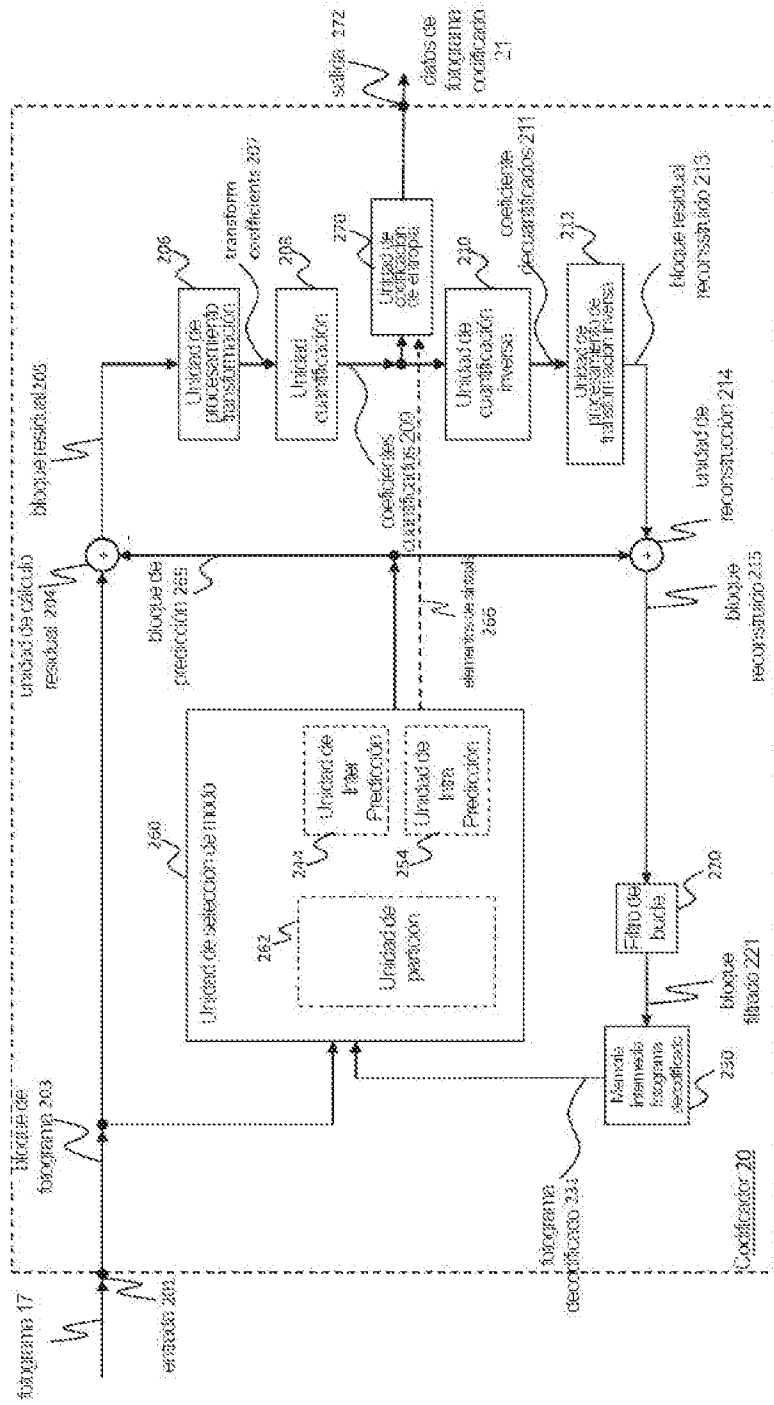 fotograma 17
entrada 201
bloque de
fotograma 203
unidad de cálculo
residual 204
bloque residual 205
206
Unidad de
procesamiento
transformación
transform
coeficiente 207
208
Unidad
cuantificación
coeficientes
cuantificados 209
270
Unidad de
codificación
de entropía
salida 272
datos de
fotograma
codificado
21
210
Unidad de
cuantificación
inversa
coeficiente
decuantificados 211
212
Unidad de
procesamiento de
transformación inversa
bloque residual
reconsstruido 213
unidad de
reconstrucción 214
bloque
reconstruido 215
bloque de
predicción 265
elementos de sintaxis
266
260
Unidad de selección de modo
262
Unidad de
partición
244
Unidad de
Inter
Predicción
254
Unidad de
Intra
Predicción
220
Filtro de
bucle
bloque
filtrado 221
Memoria
intermedia
fotograma
decodificado
230
fotograma
decodificado 231
Codificador 20